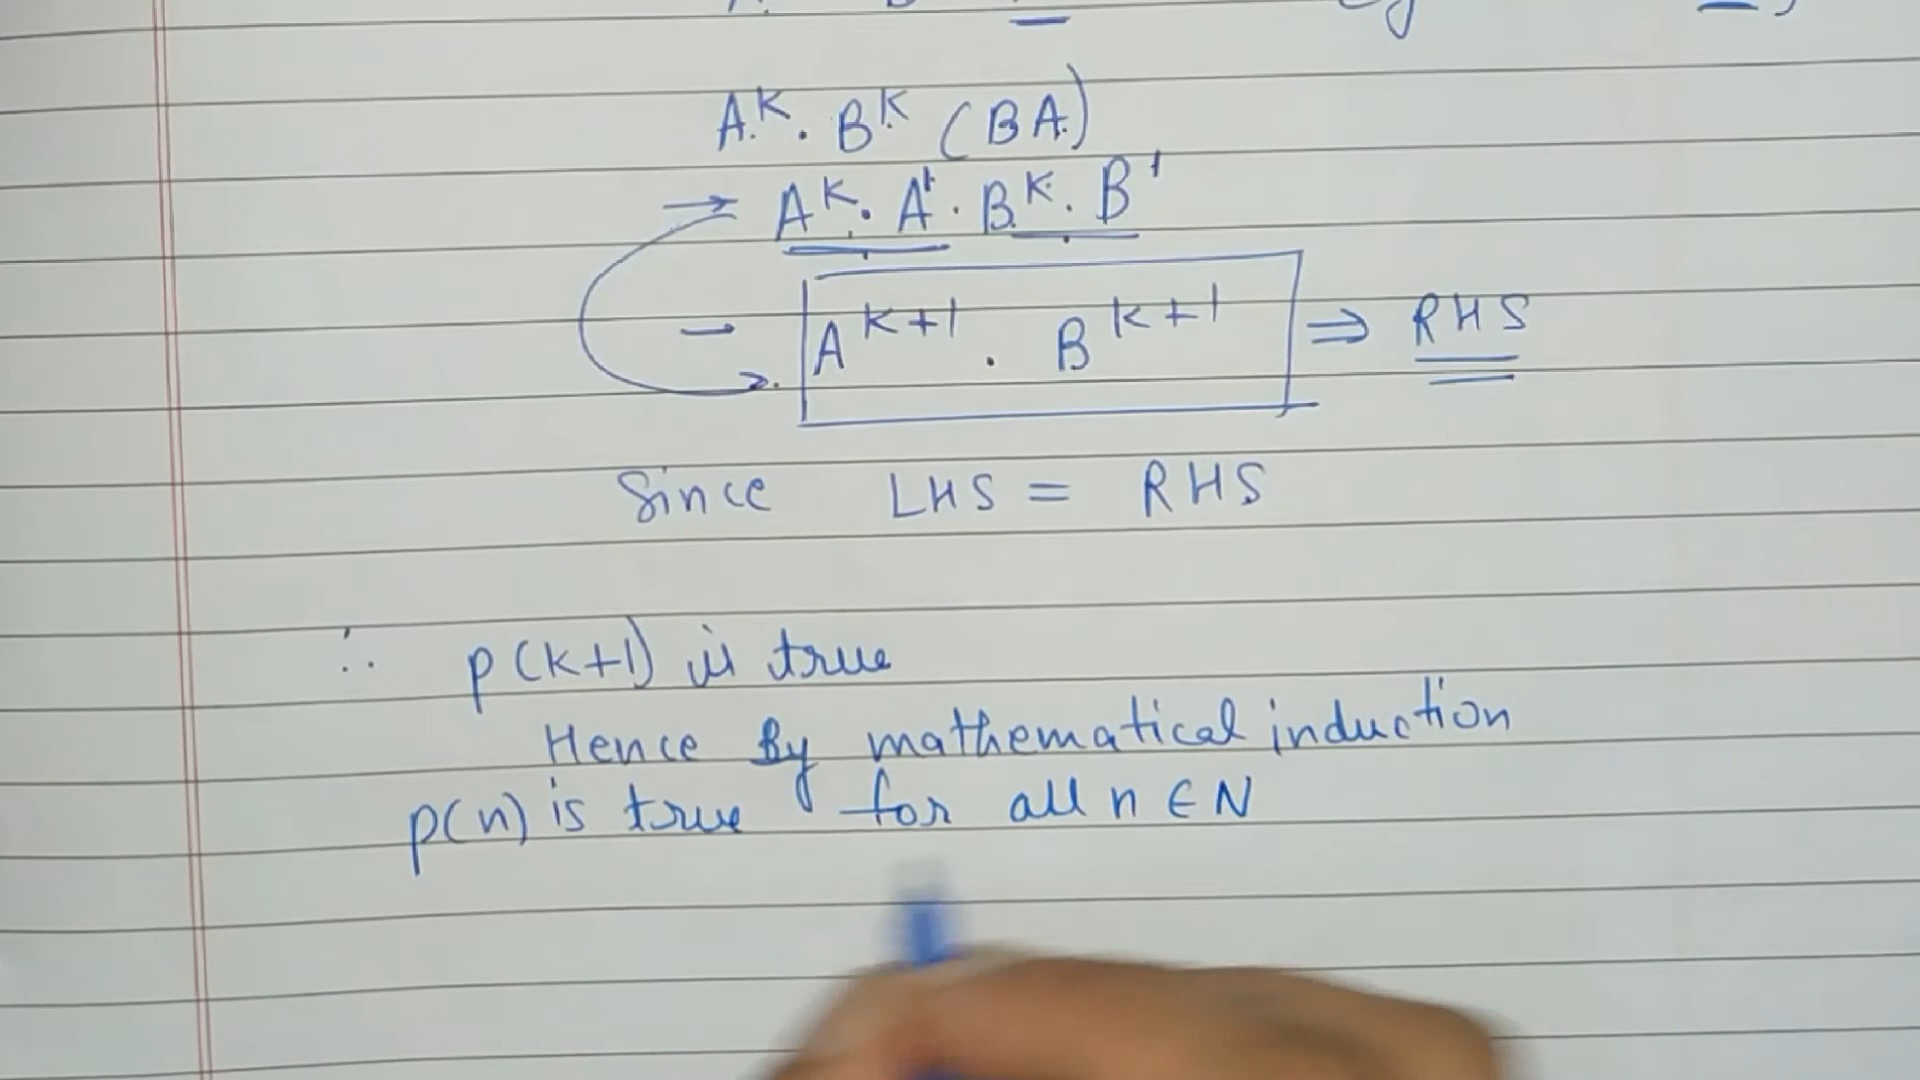 A^K . B^K (BA)
→ A^K . A^1 . B^K . B^1
– A^{K+1} . B^{K+1} ⇒ RHS
Since LHS = RHS
∴ p(k+1) is true
Hence By mathematical induction
p(n) is true for all n ∈ N